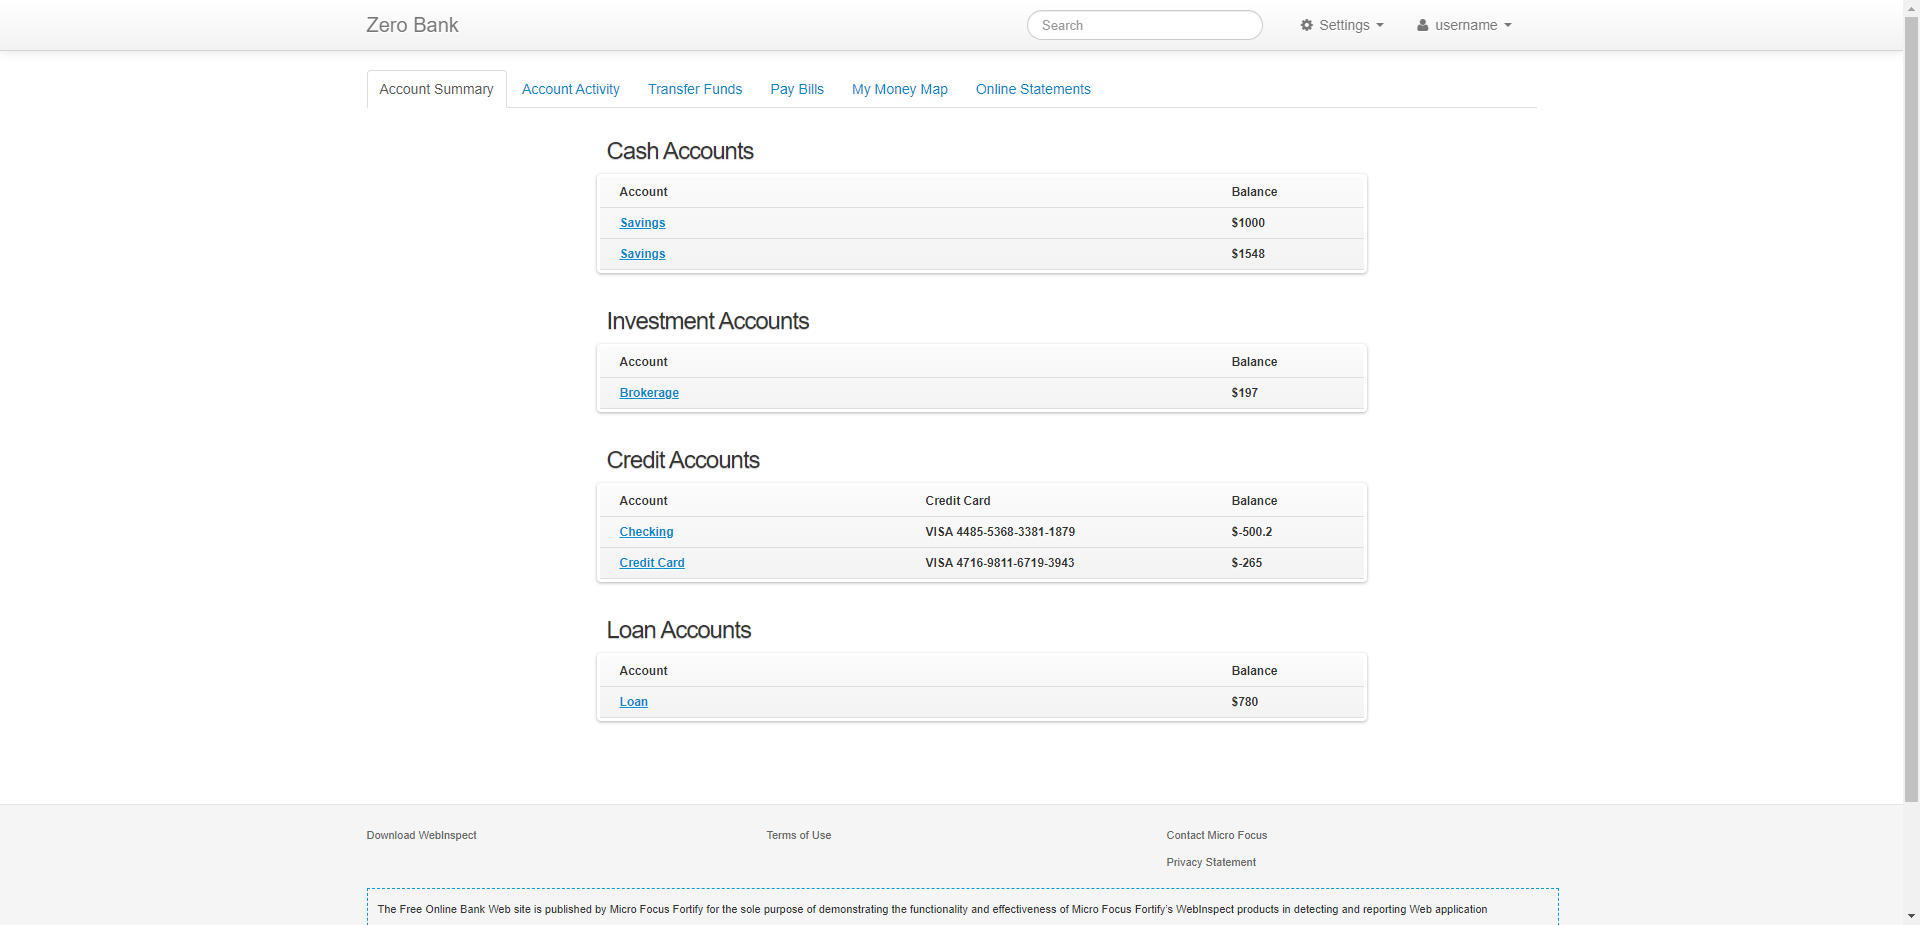 Zero Bank
Search
Settings
username
Account Summary
Account Activity
Transfer Funds
Pay Bills
My Money Map
Online Statements
Cash Accounts
Account Balance
Savings $1000
Savings $1548
Investment Accounts
Account Balance
Brokerage $197
Credit Accounts
Account Credit Card Balance
Checking VISA 4485-5368-3381-1879 $-500.2
Credit Card VISA 4716-9811-6719-3943 $-265
Loan Accounts
Account Balance
Loan $780
Download WebInspect
Terms of Use
Contact Micro Focus
Privacy Statement
The Free Online Bank Web site is published by Micro Focus Fortify for the sole purpose of demonstrating the functionality and effectiveness of Micro Focus Fortify's WebInspect products in detecting and reporting Web application